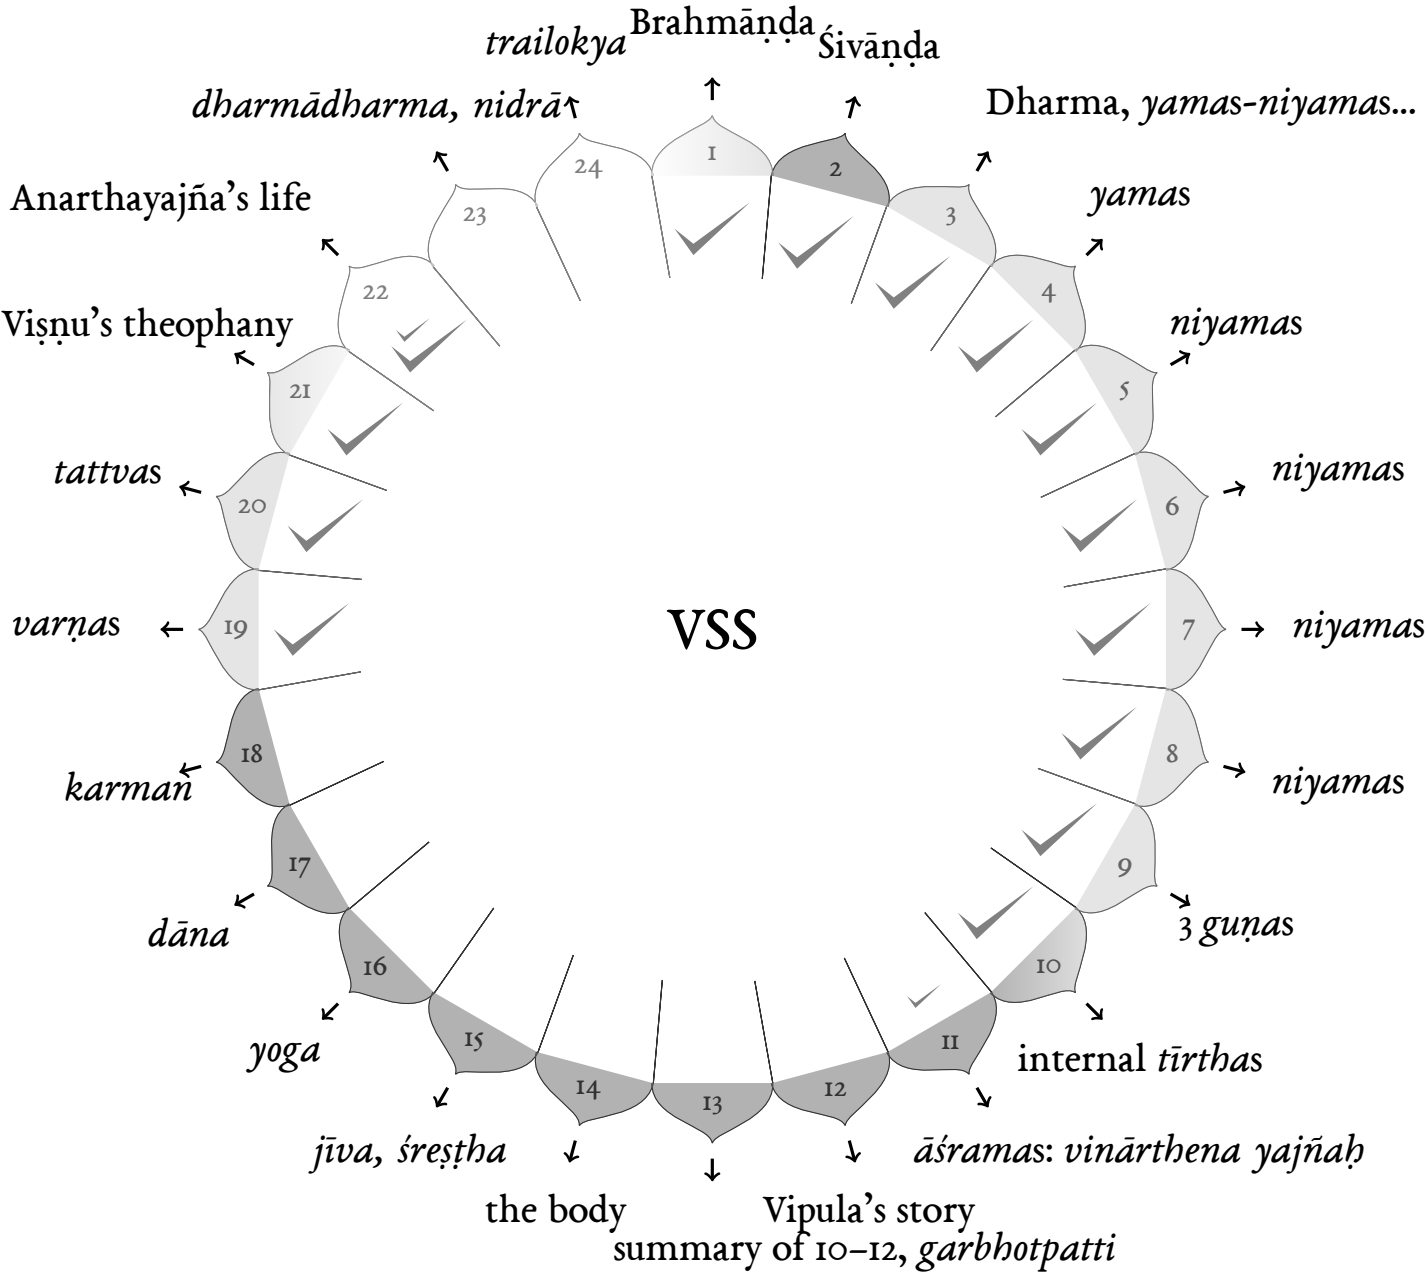 Brahmāṇḍa
trailokya
Śivāṇḍa
dharmādharma, nidrā
Dharma, yamas-niyamas...
1
24
2
Anarthayajña's life
23
3
yamas
22
4
Viṣṇu's theophany
niyamas
21
5
tattvas
niyamas
20
6
varṇas
19
VSS
7
niyamas
18
8
karman
niyamas
17
9
dāna
3 guṇas
16
10
yoga
15
11
internal tīrthas
14
12
13
jīva, śreṣṭha
āśramas: vinārthena yajñaḥ
the body
Vipula's story
summary of 10–12, garbhotpatti